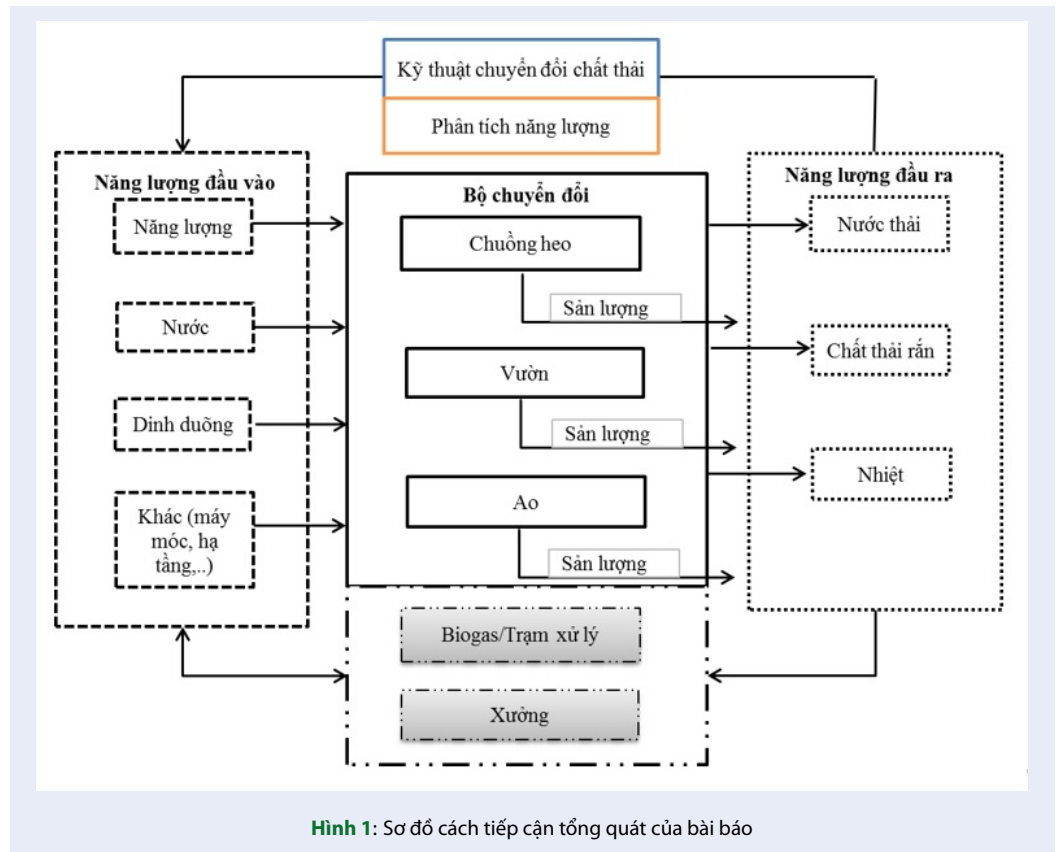 Kỹ thuật chuyển đổi chất thải
Phân tích năng lượng
Năng lượng đầu vào
Năng lượng
Nước
Dinh duõng
Khác (máy
móc, hạ
tầng,..)
Bộ chuyển đổi
Chuồng heo
Sản lượng
Vườn
Sản lượng
Ao
Sản lượng
Biogas/Trạm xử lý
Xưởng
Năng lượng đầu ra
Nước thải
Chất thải rắn
Nhiệt
Hình 1: Sơ đồ cách tiếp cận tổng quát của bài báo